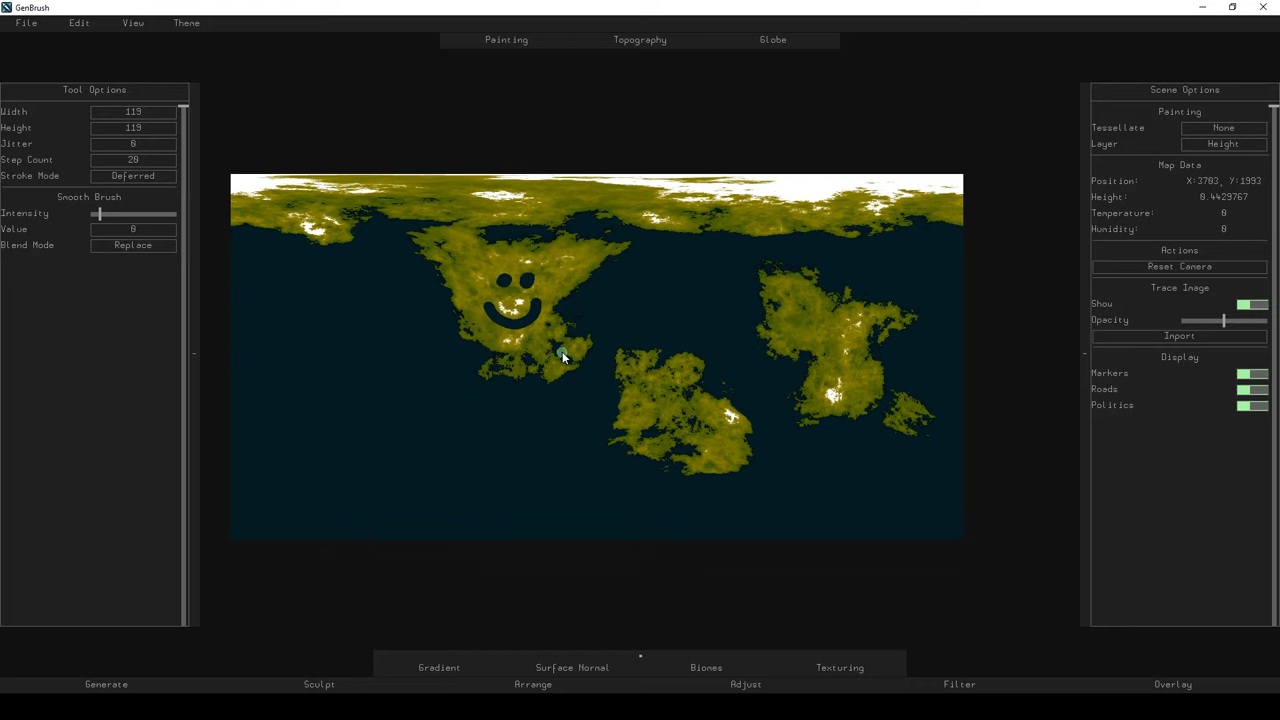 GenBrush
File Edit View Theme
Painting Topography Globe
Tool Options
Width 119
Height 119
Jitter 0
Step Count 20
Stroke Mode Deferred
Smooth Brush
Intensity
Value 0
Blend Mode Replace
Scene Options
Painting
Tessellate None
Layer Height
Map Data
Position: X:3703, Y:1993
Height: 0.4429767
Temperature: 0
Humidity: 0
Actions
Reset Camera
Trace Image
Show
Opacity
Import
Display
Markers
Roads
Politics
Gradient Surface Normal Biomes Texturing
Generate Sculpt Arrange Adjust Filter Overlay